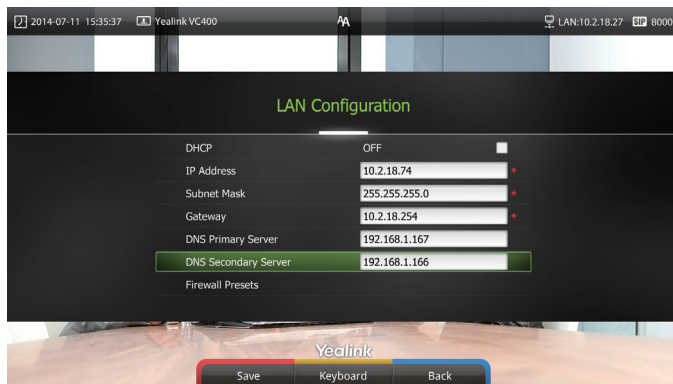 2014-07-11 15:35:37 Yealink VC400 AA LAN:10.2.18.27 SIP 8000
LAN Configuration
DHCP OFF
IP Address 10.2.18.74 *
Subnet Mask 255.255.255.0 *
Gateway 10.2.18.254 *
DNS Primary Server 192.168.1.167
DNS Secondary Server 192.168.1.166
Firewall Presets
Yealink
Save Keyboard Back